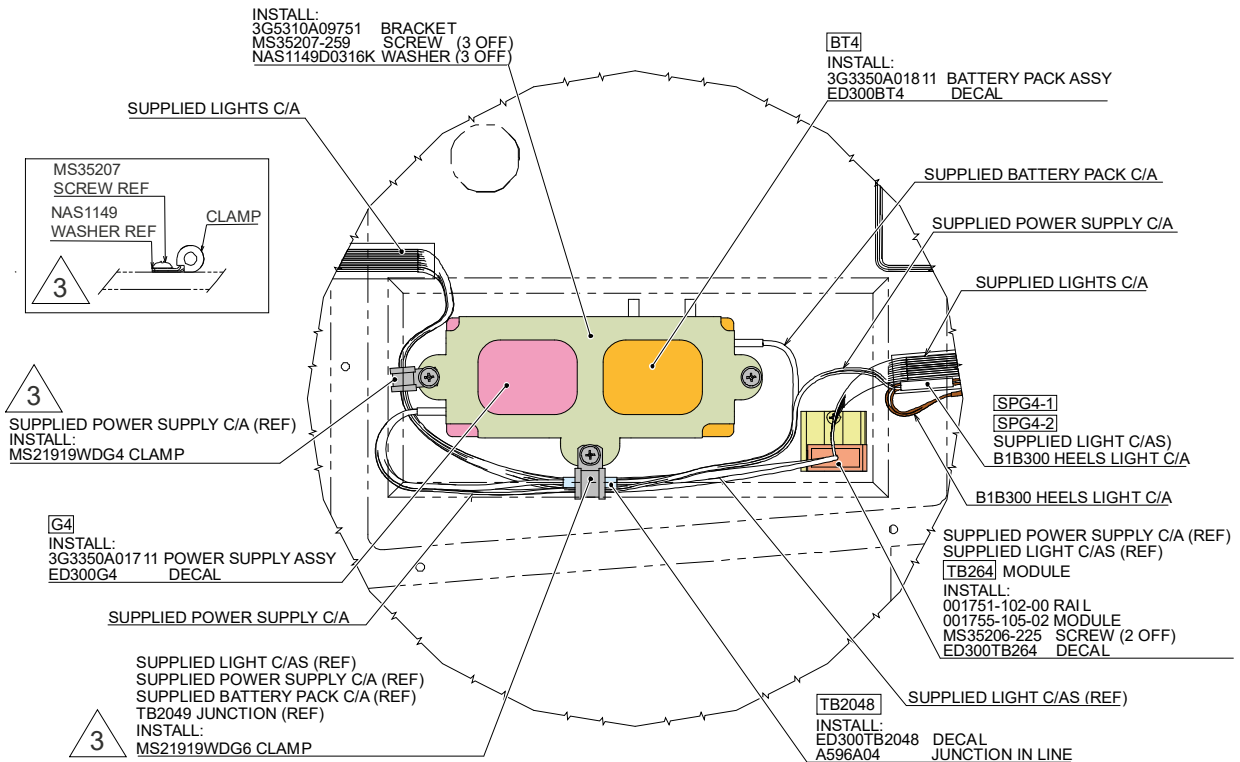 INSTALL:
3G5310A09751 BRACKET
MS35207-259 SCREW (3 OFF)
NAS1149D0316K WASHER (3 OFF)
BT4
INSTALL:
3G3350A01811 BATTERY PACK ASSY
ED300BT4 DECAL
SUPPLIED LIGHTS C/A
MS35207
SCREW REF
NAS1149
WASHER REF
CLAMP
3
SUPPLIED BATTERY PACK C/A
SUPPLIED POWER SUPPLY C/A
SUPPLIED LIGHTS C/A
3
SUPPLIED POWER SUPPLY C/A (REF)
INSTALL:
MS21919WDG4 CLAMP
SPG4-1
SPG4-2
SUPPLIED LIGHT C/AS)
B1B300 HEELS LIGHT C/A
B1B300 HEELS LIGHT C/A
G4
INSTALL:
3G3350A01711 POWER SUPPLY ASSY
ED300G4 DECAL
SUPPLIED POWER SUPPLY C/A (REF)
SUPPLIED LIGHT C/AS (REF)
TB264 MODULE
INSTALL:
001751-102-00 RAIL
001755-105-02 MODULE
MS35206-225 SCREW (2 OFF)
ED300TB264 DECAL
SUPPLIED POWER SUPPLY C/A
SUPPLIED LIGHT C/AS (REF)
SUPPLIED POWER SUPPLY C/A (REF)
SUPPLIED BATTERY PACK C/A (REF)
TB2049 JUNCTION (REF)
INSTALL:
MS21919WDG6 CLAMP
3
SUPPLIED LIGHT C/AS (REF)
TB2048
INSTALL:
ED300TB2048 DECAL
A596A04 JUNCTION IN LINE